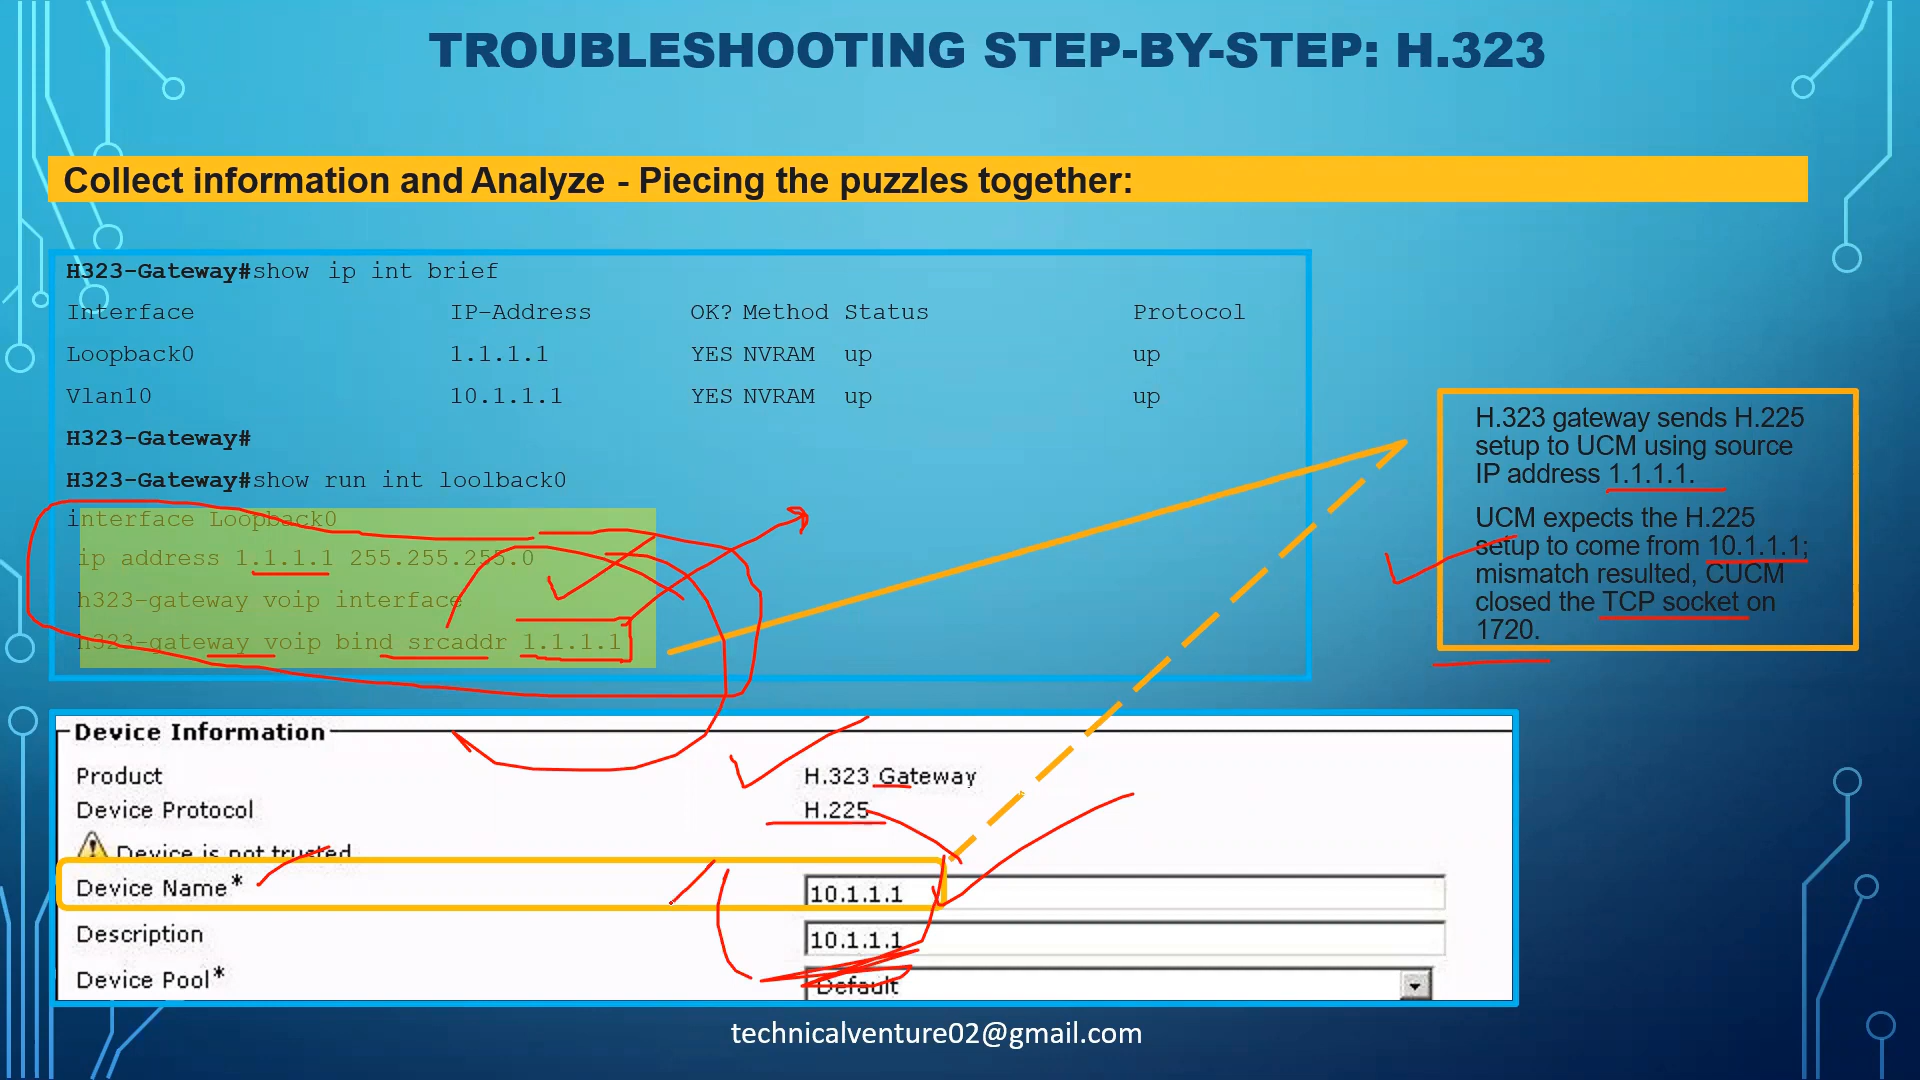 TROUBLESHOOTING STEP-BY-STEP: H.323
Collect information and Analyze - Piecing the puzzles together:
H323-Gateway#show ip int brief
Interface IP-Address OK? Method Status Protocol
Loopback0 1.1.1.1 YES NVRAM up up
Vlan10 10.1.1.1 YES NVRAM up up
H323-Gateway#
H323-Gateway#show run int loolback0
interface Loopback0
ip address 1.1.1.1 255.255.255.0
h323-gateway voip interface
h323-gateway voip bind srcaddr 1.1.1.1
H.323 gateway sends H.225
setup to UCM using source
IP address 1.1.1.1.
UCM expects the H.225
setup to come from 10.1.1.1;
mismatch resulted, CUCM
closed the TCP socket on
1720.
Device Information
Product H.323 Gateway
Device Protocol H.225
Device is not trusted
Device Name* 10.1.1.1
Description 10.1.1.1
Device Pool* Default
technicalventure02@gmail.com